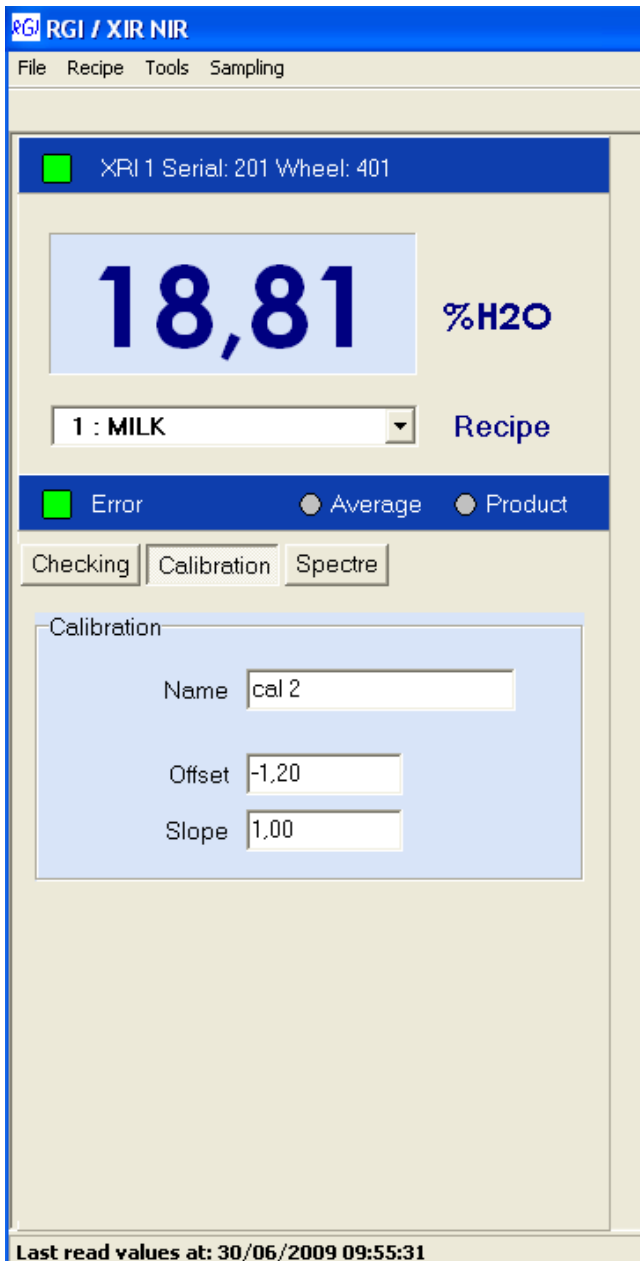 RGI RGI / XIR NIR
File Recipe Tools Sampling
XRI 1 Serial: 201 Wheel: 401
18,81 %H2O
1 : MILK Recipe
Error Average Product
Checking Calibration Spectre
Calibration
Name cal 2
Offset -1,20
Slope 1,00
Last read values at: 30/06/2009 09:55:31